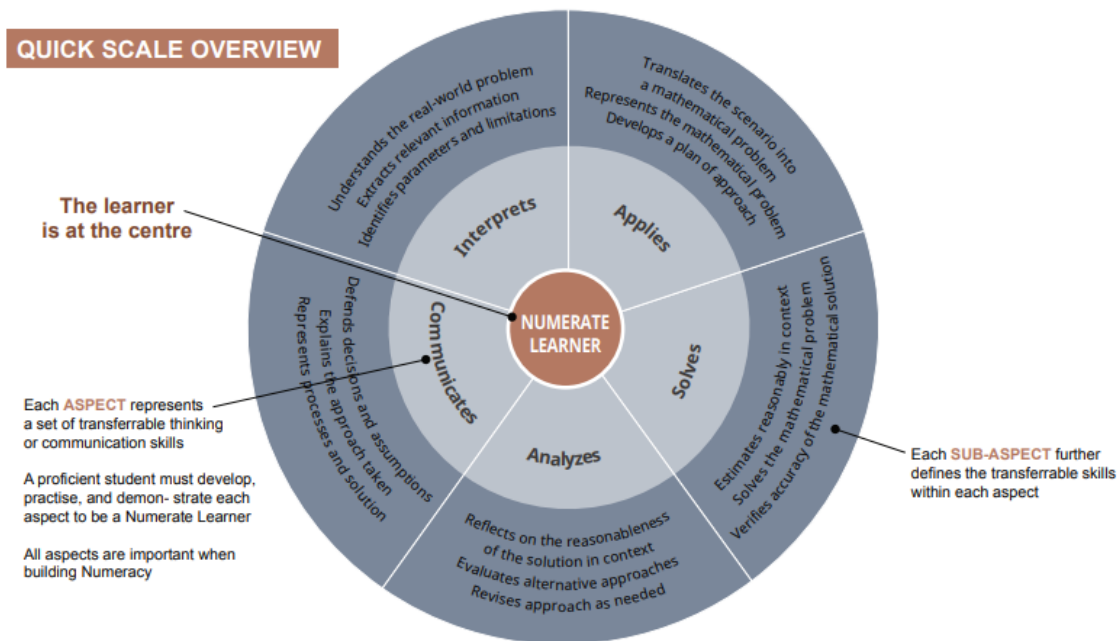 QUICK SCALE OVERVIEW
Understands the real-world problem
Extracts relevant information
Identifies parameters and limitations
Translates the scenario into
a mathematical problem
Represents the mathematical problem
Develops a plan of approach
The learner
is at the centre
Interprets
Applies
NUMERATE
LEARNER
Communicates
Solves
Analyzes
Defends decisions and assumptions
Explains the approach taken
Represents processes and solution
Estimates reasonably in context
Solves the mathematical problem
Verifies accuracy of the mathematical solution
Reflects on the reasonableness
of the solution in context
Evaluates alternative approaches
Revises approach as needed
Each ASPECT represents
a set of transferrable thinking
or communication skills
A proficient student must develop,
practise, and demon- strate each
aspect to be a Numerate Learner
All aspects are important when
building Numeracy
Each SUB-ASPECT further
defines the transferrable skills
within each aspect